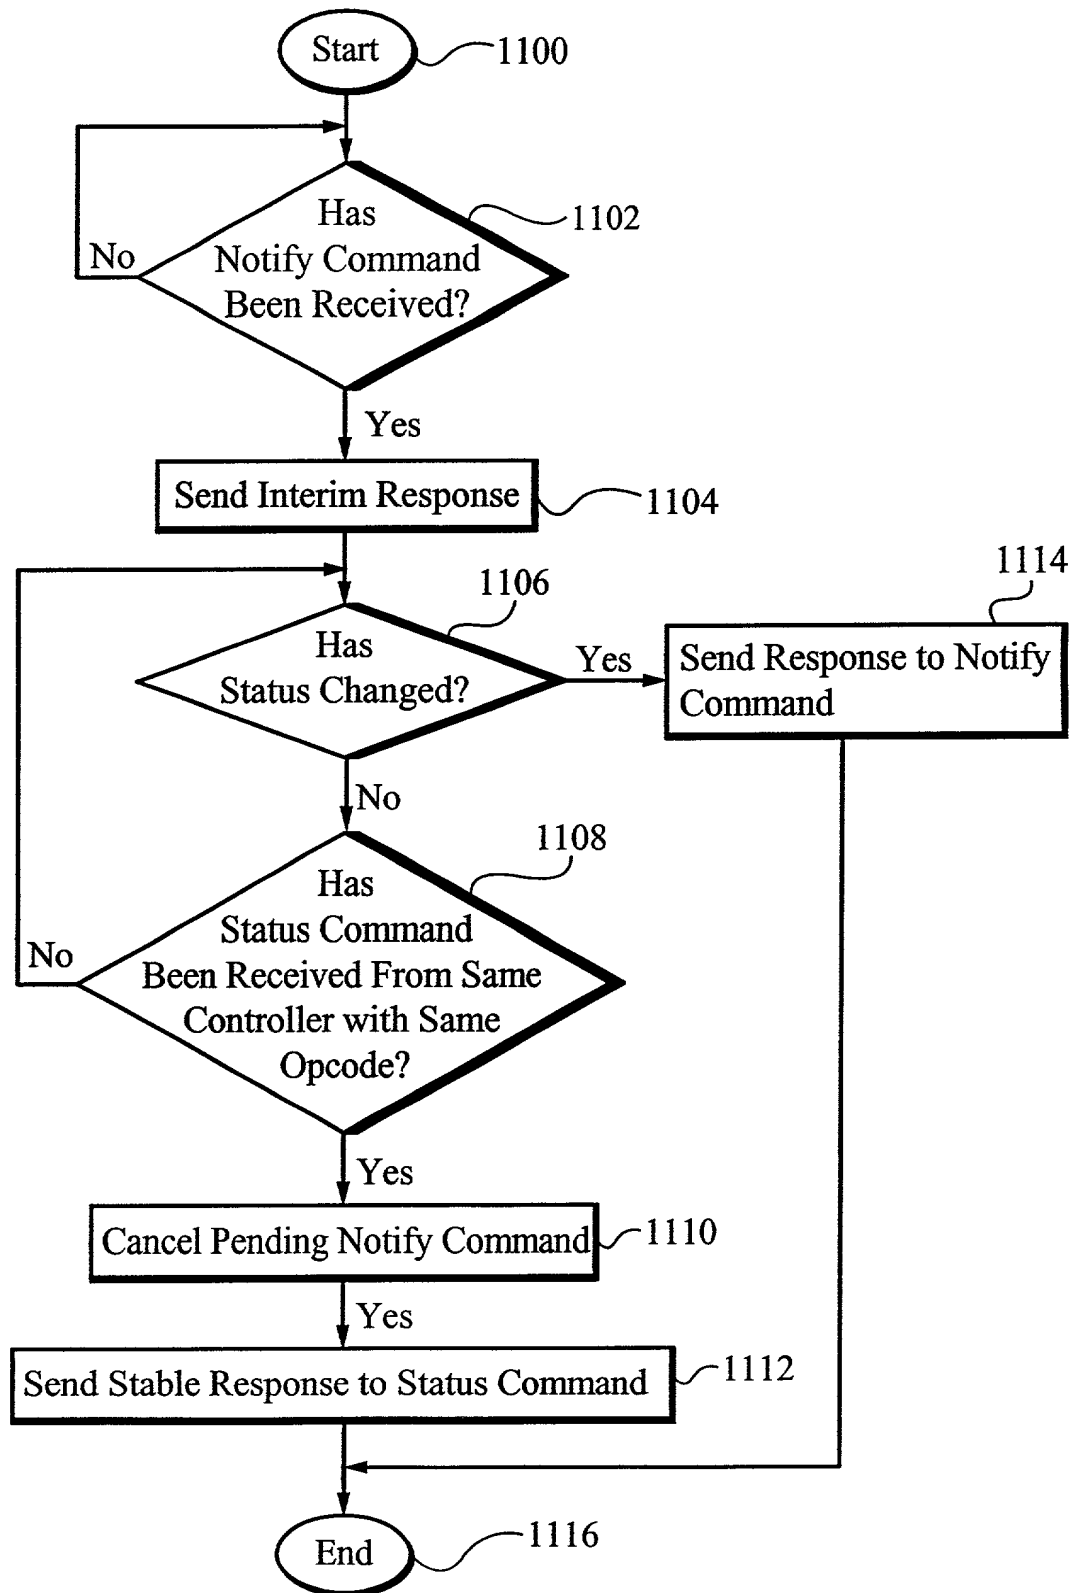 Start
1100
Has
Notify Command
Been Received?
1102
No
Yes
Send Interim Response
1104
1106
Has
Status Changed?
Yes
1114
Send Response to Notify
Command
No
1108
Has
Status Command
Been Received From Same
Controller with Same
Opcode?
No
Yes
Cancel Pending Notify Command
1110
Yes
Send Stable Response to Status Command
1112
End
1116